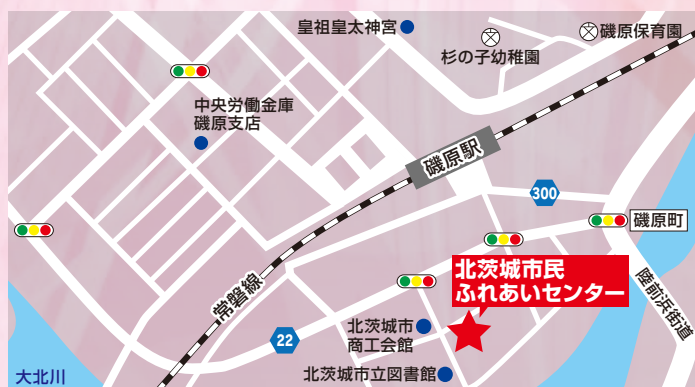 皇祖皇太神宮
杉の子幼稚園
磯原保育園
中央労働金庫
磯原支店
磯原駅
300
磯原町
北茨城市民
ふれあいセンター
陸前浜街道
常磐線
22
北茨城市
商工会館
北茨城市立図書館
大北川